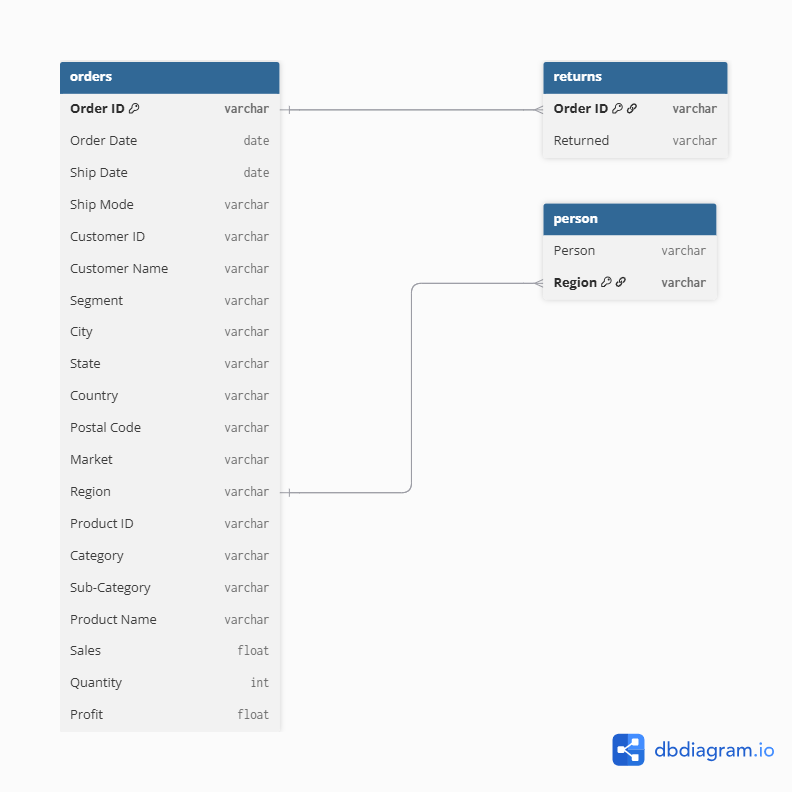 orders
Order ID varchar
Order Date date
Ship Date date
Ship Mode varchar
Customer ID varchar
Customer Name varchar
Segment varchar
City varchar
State varchar
Country varchar
Postal Code varchar
Market varchar
Region varchar
Product ID varchar
Category varchar
Sub-Category varchar
Product Name varchar
Sales float
Quantity int
Profit float
returns
Order ID varchar
Returned varchar
person
Person varchar
Region varchar
dbdiagram.io